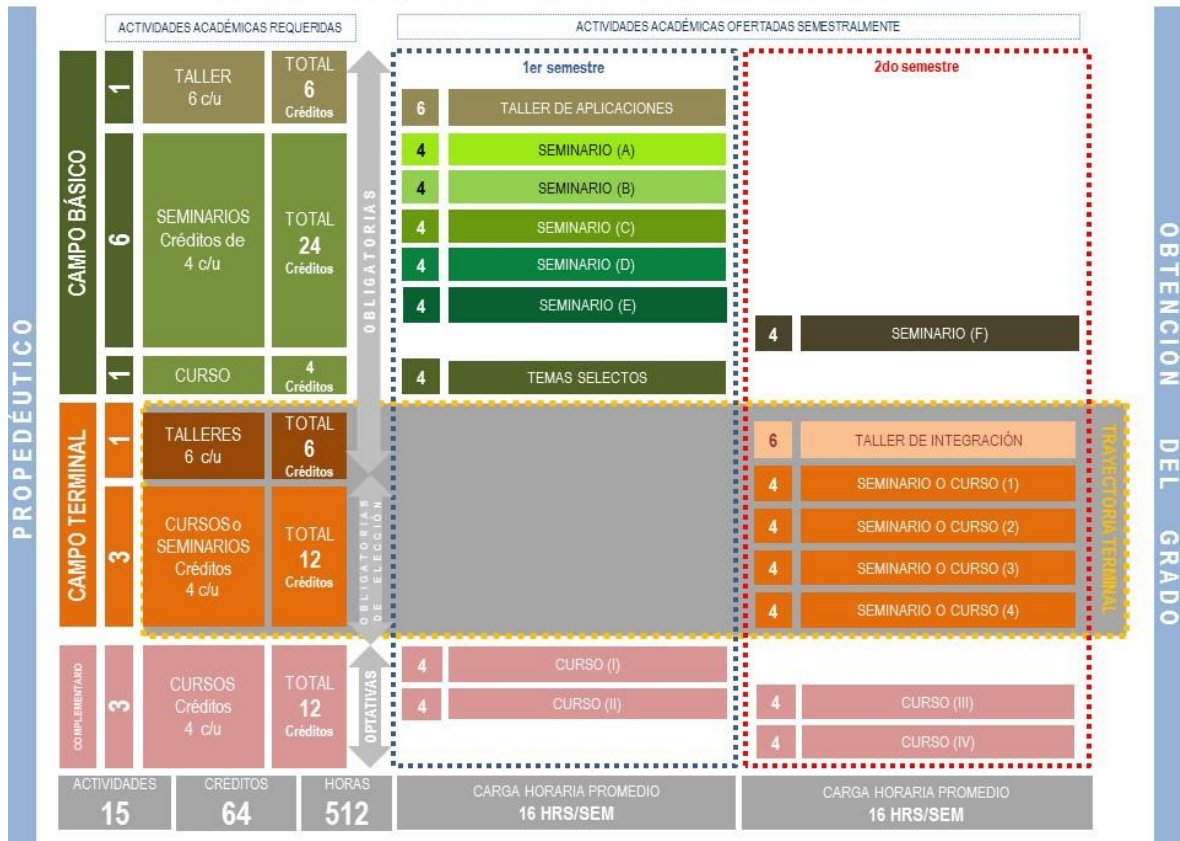 ACTIVIDADES ACADÉMICAS REQUERIDAS
ACTIVIDADES ACADÉMICAS OFERTADAS SEMESTRALMENTE
PROPEDÉUTICO
CAMPO BÁSICO
1
TALLER
6 c/u
TOTAL
6
Créditos
6
SEMINARIOS
Créditos de
4 c/u
TOTAL
24
Créditos
1
CURSO
4
Créditos
OBLIGATORIAS
CAMPO TERMINAL
1
TALLERES
6 c/u
TOTAL
6
Créditos
3
CURSOS o
SEMINARIOS
Créditos
4 c/u
TOTAL
12
Créditos
OBLIGATORIAS
DE ELECCIÓN
COMPLEMENTARIO
3
CURSOS
Créditos
4 c/u
TOTAL
12
Créditos
OPTATIVAS
1er semestre
6 TALLER DE APLICACIONES
4 SEMINARIO (A)
4 SEMINARIO (B)
4 SEMINARIO (C)
4 SEMINARIO (D)
4 SEMINARIO (E)
4 TEMAS SELECTOS
4 CURSO (I)
4 CURSO (II)
2do semestre
4 SEMINARIO (F)
6 TALLER DE INTEGRACIÓN
4 SEMINARIO O CURSO (1)
4 SEMINARIO O CURSO (2)
4 SEMINARIO O CURSO (3)
4 SEMINARIO O CURSO (4)
4 CURSO (III)
4 CURSO (IV)
TRAYECTORIA TERMINAL
OBTENCION DEL GRADO
ACTIVIDADES
15
CREDITOS
64
HORAS
512
CARGA HORARIA PROMEDIO
16 HRS/SEM
CARGA HORARIA PROMEDIO
16 HRS/SEM